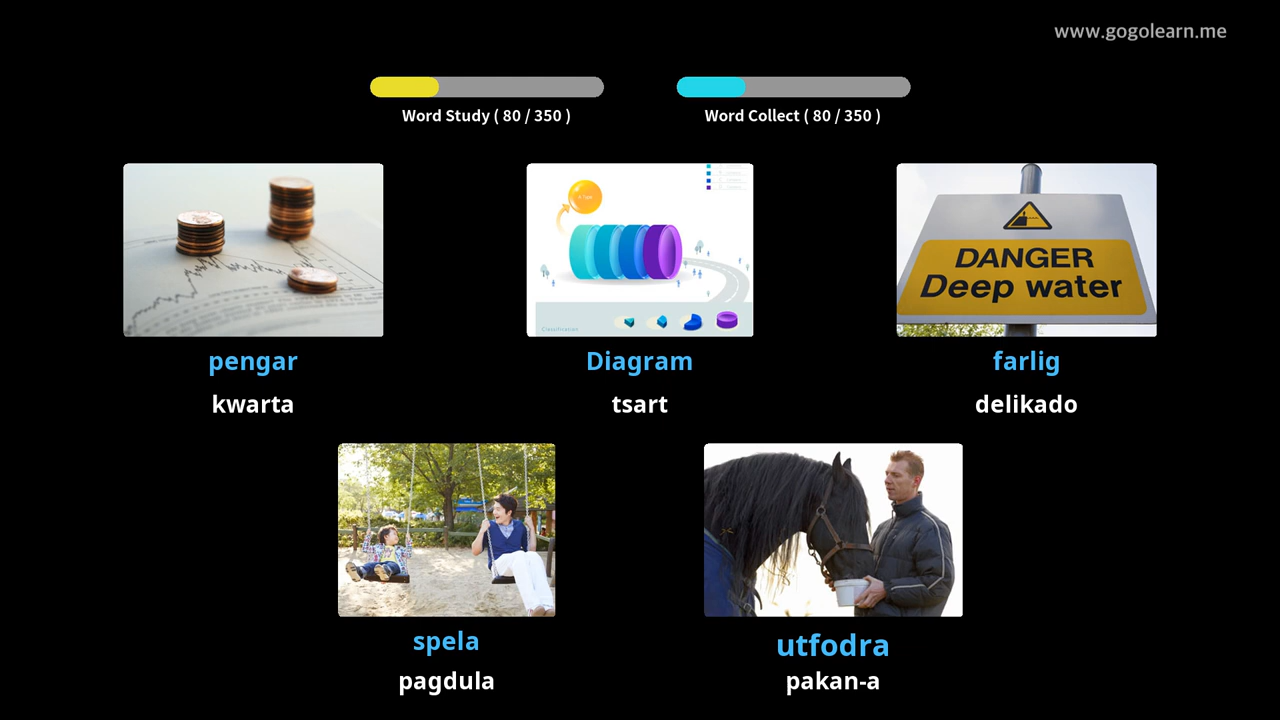 www.gogolearn.me
Word Study ( 80 / 350 )
Word Collect ( 80 / 350 )
DANGER
Deep water
pengar
Diagram
farlig
kwarta
tsart
delikado
spela
utfodra
pagdula
pakan-a